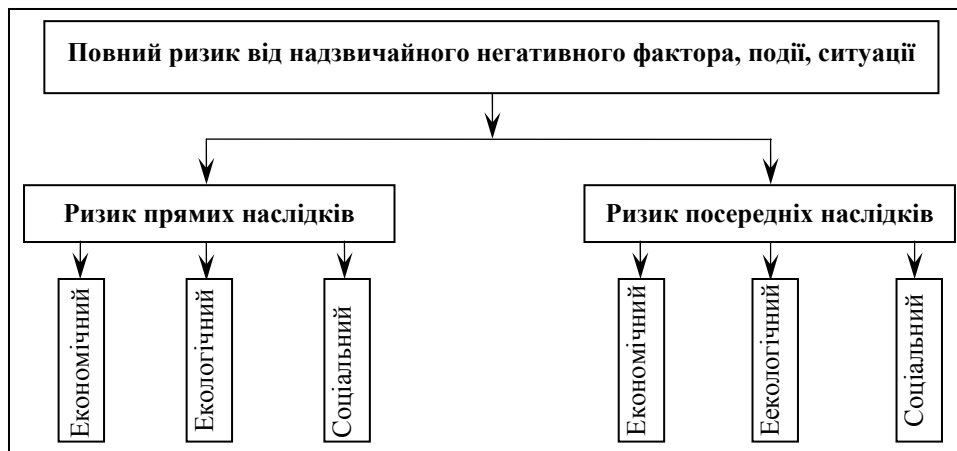 Повний ризик від надзвичайного негативного фактора, події, ситуації
Ризик прямих наслідків
Ризик посередніх наслідків
Економічний
Екологічний
Соціальний
Економічний
Еекологічний
Соціальний